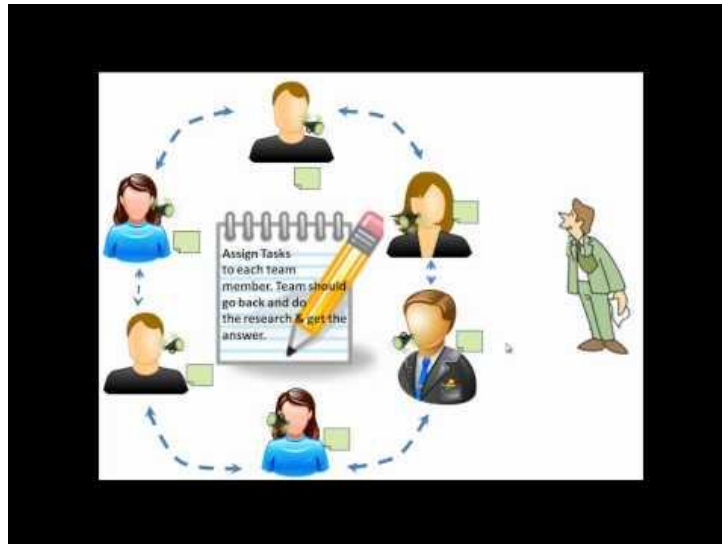 Assign Tasks
to each team
member. Team should
go back and do
the research & get the
answer.